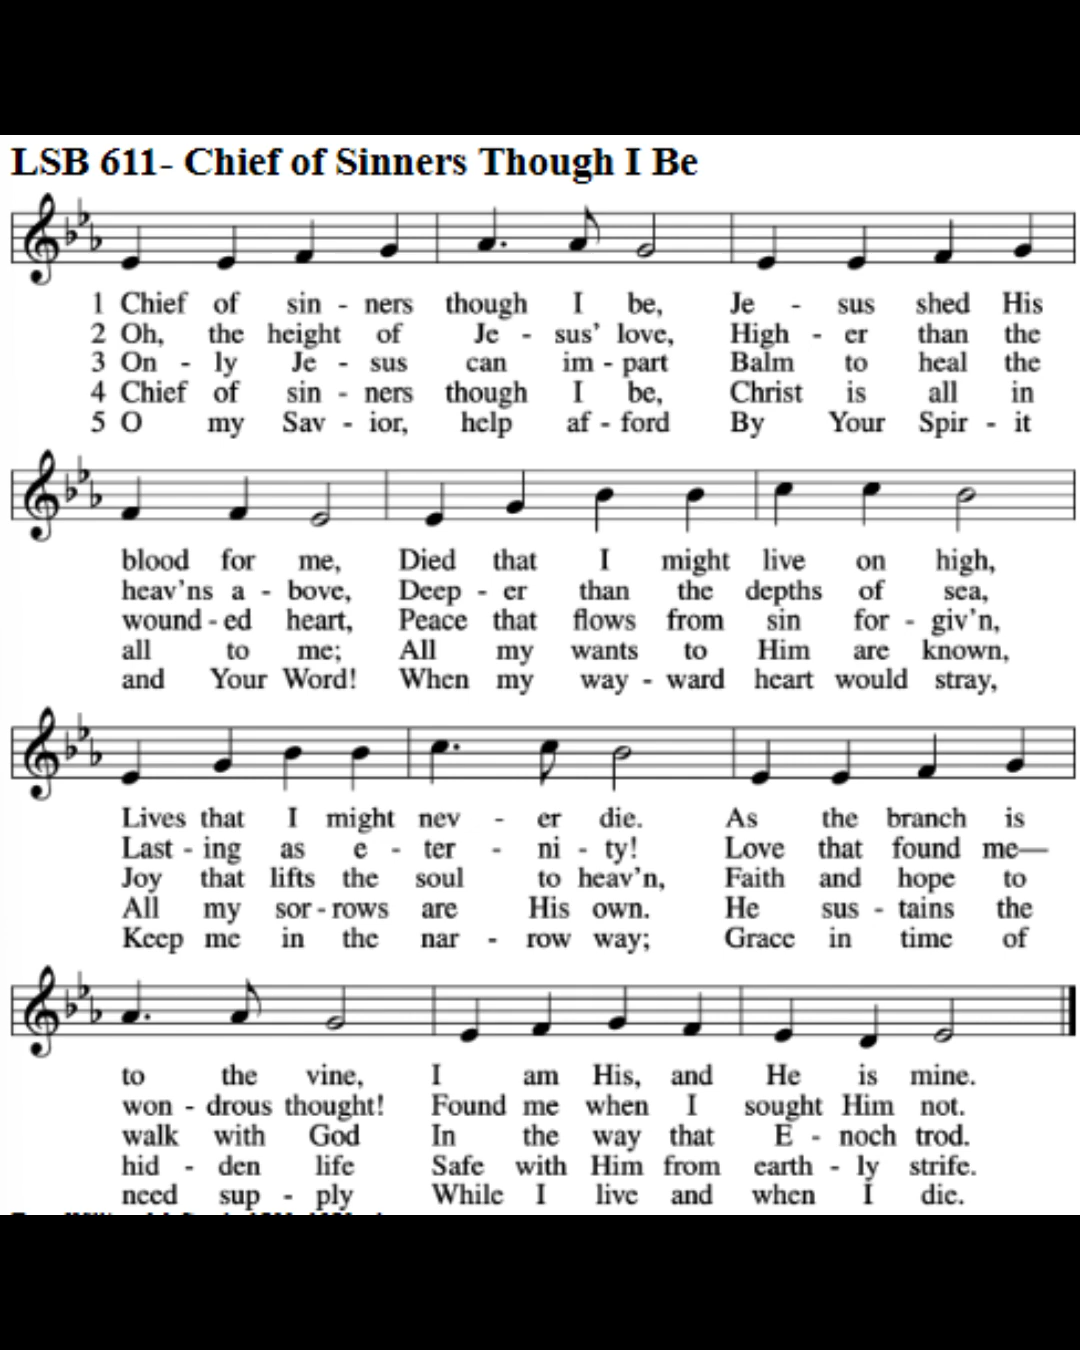 LSB 611- Chief of Sinners Though I Be
1 Chief of sin - ners though I be, Je - sus shed His
2 Oh, the height of Je - sus' love, High - er than the
3 On - ly Je - sus can im - part Balm to heal the
4 Chief of sin - ners though I be, Christ is all in
5 O my Sav - ior, help af - ford By Your Spir - it
blood for me, Died that I might live on high,
heav'ns a - bove, Deep - er than the depths of sea,
wound - ed heart, Peace that flows from sin for - giv'n,
all to me; All my wants to Him are known,
and Your Word! When my way - ward heart would stray,
Lives that I might nev - er die. As the branch is
Last - ing as e - ter - ni - ty! Love that found me—
Joy that lifts the soul to heav'n, Faith and hope to
All my sor - rows are His own. He sus - tains the
Keep me in the nar - row way; Grace in time of
to the vine, I am His, and He is mine.
won - drous thought! Found me when I sought Him not.
walk with God In the way that E - noch trod.
hid - den life Safe with Him from earth - ly strife.
need sup - ply While I live and when I die.